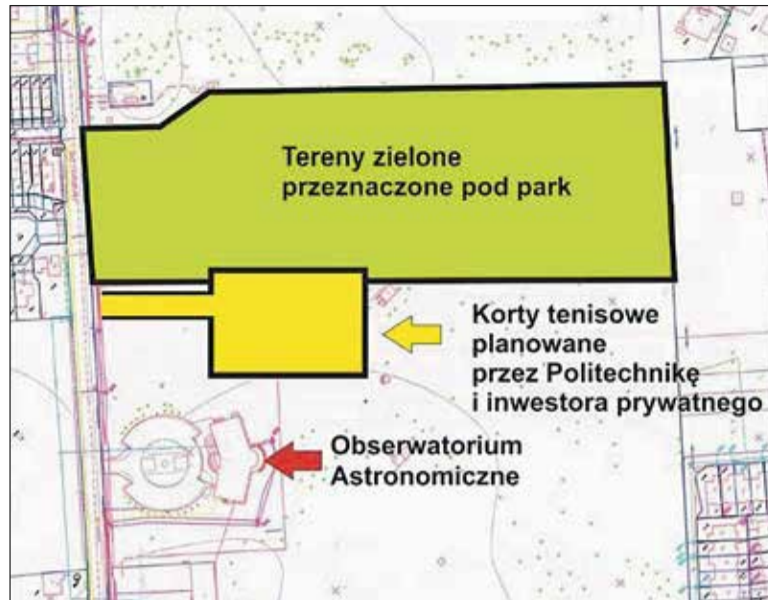 Tereny zielone
przeznaczone pod park
Korty tenisowe
planowane
przez Politechnikę
i inwestora prywatnego
Obserwatorium
Astronomiczne